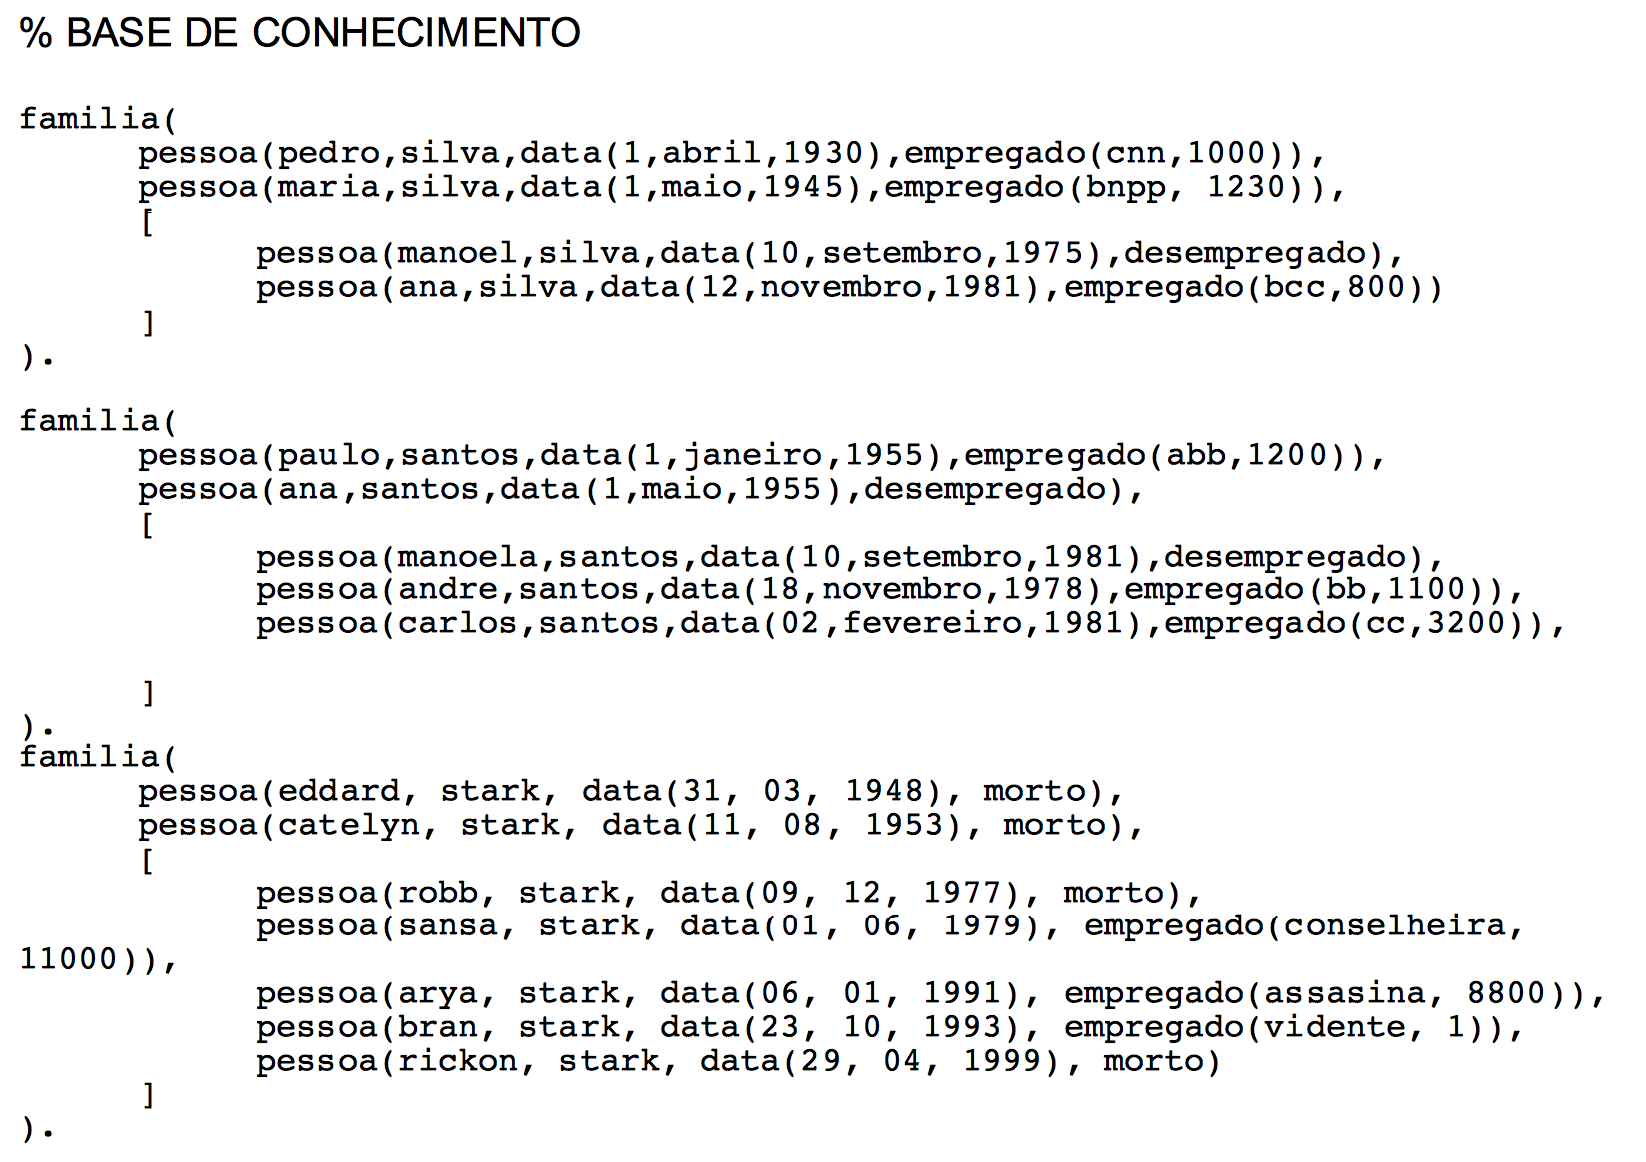 % BASE DE CONHECIMENTO
familia(
pessoa(pedro,silva,data(1,abril,1930),empregado(cnn,1000)),
pessoa(maria,silva,data(1,maio,1945),empregado(bnpp, 1230)),
[
pessoa(manoel,silva,data(10,setembro,1975),desempregado),
pessoa(ana,silva,data(12,novembro,1981),empregado(bcc,800))
]
).
familia(
pessoa(paulo,santos,data(1,janeiro,1955),empregado(abb,1200)),
pessoa(ana,santos,data(1,maio,1955),desempregado),
[
pessoa(manoela,santos,data(10,setembro,1981),desempregado),
pessoa(andre,santos,data(18,novembro,1978),empregado(bb,1100)),
pessoa(carlos,santos,data(02,fevereiro,1981),empregado(cc,3200)),
]
).
familia(
pessoa(eddard, stark, data(31, 03, 1948), morto),
pessoa(catelyn, stark, data(11, 08, 1953), morto),
[
pessoa(robb, stark, data(09, 12, 1977), morto),
pessoa(sansa, stark, data(01, 06, 1979), empregado(conselheira,
11000)),
pessoa(arya, stark, data(06, 01, 1991), empregado(assasina, 8800)),
pessoa(bran, stark, data(23, 10, 1993), empregado(vidente, 1)),
pessoa(rickon, stark, data(29, 04, 1999), morto)
]
).